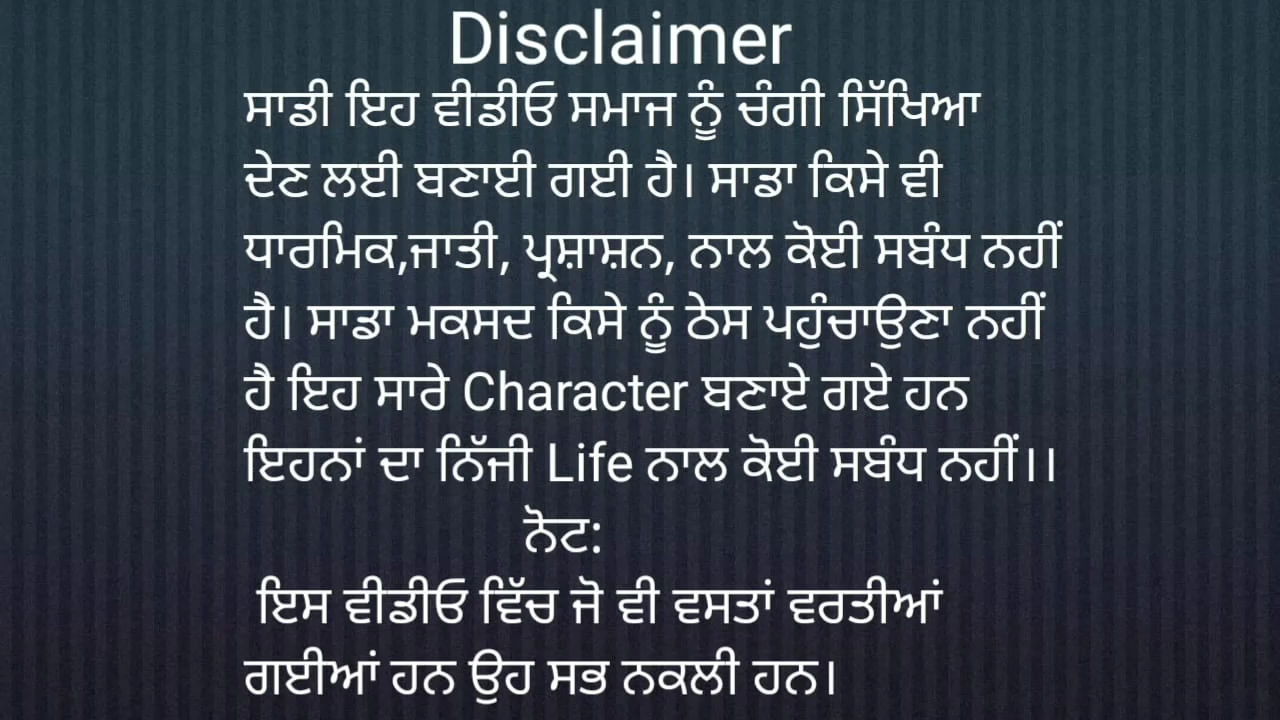 Disclaimer
ਸਾਡੀ ਇਹ ਵੀਡੀਓ ਸਮਾਜ ਨੂੰ ਚੰਗੀ ਸਿੱਖਿਆ
ਦੇਣ ਲਈ ਬਣਾਈ ਗਈ ਹੈ। ਸਾਡਾ ਕਿਸੇ ਵੀ
ਧਾਰਮਿਕ,ਜਾਤੀ, ਪ੍ਰਸ਼ਾਸ਼ਨ, ਨਾਲ ਕੋਈ ਸਬੰਧ ਨਹੀਂ
ਹੈ। ਸਾਡਾ ਮਕਸਦ ਕਿਸੇ ਨੂੰ ਠੇਸ ਪਹੁੰਚਾਉਣਾ ਨਹੀਂ
ਹੈ ਇਹ ਸਾਰੇ Character ਬਣਾਏ ਗਏ ਹਨ
ਇਹਨਾਂ ਦਾ ਨਿੱਜੀ Life ਨਾਲ ਕੋਈ ਸਬੰਧ ਨਹੀਂ।।
ਨੋਟ:
ਇਸ ਵੀਡੀਓ ਵਿੱਚ ਜੋ ਵੀ ਵਸਤਾਂ ਵਰਤੀਆਂ
ਗਈਆਂ ਹਨ ਉਹ ਸਭ ਨਕਲੀ ਹਨ।